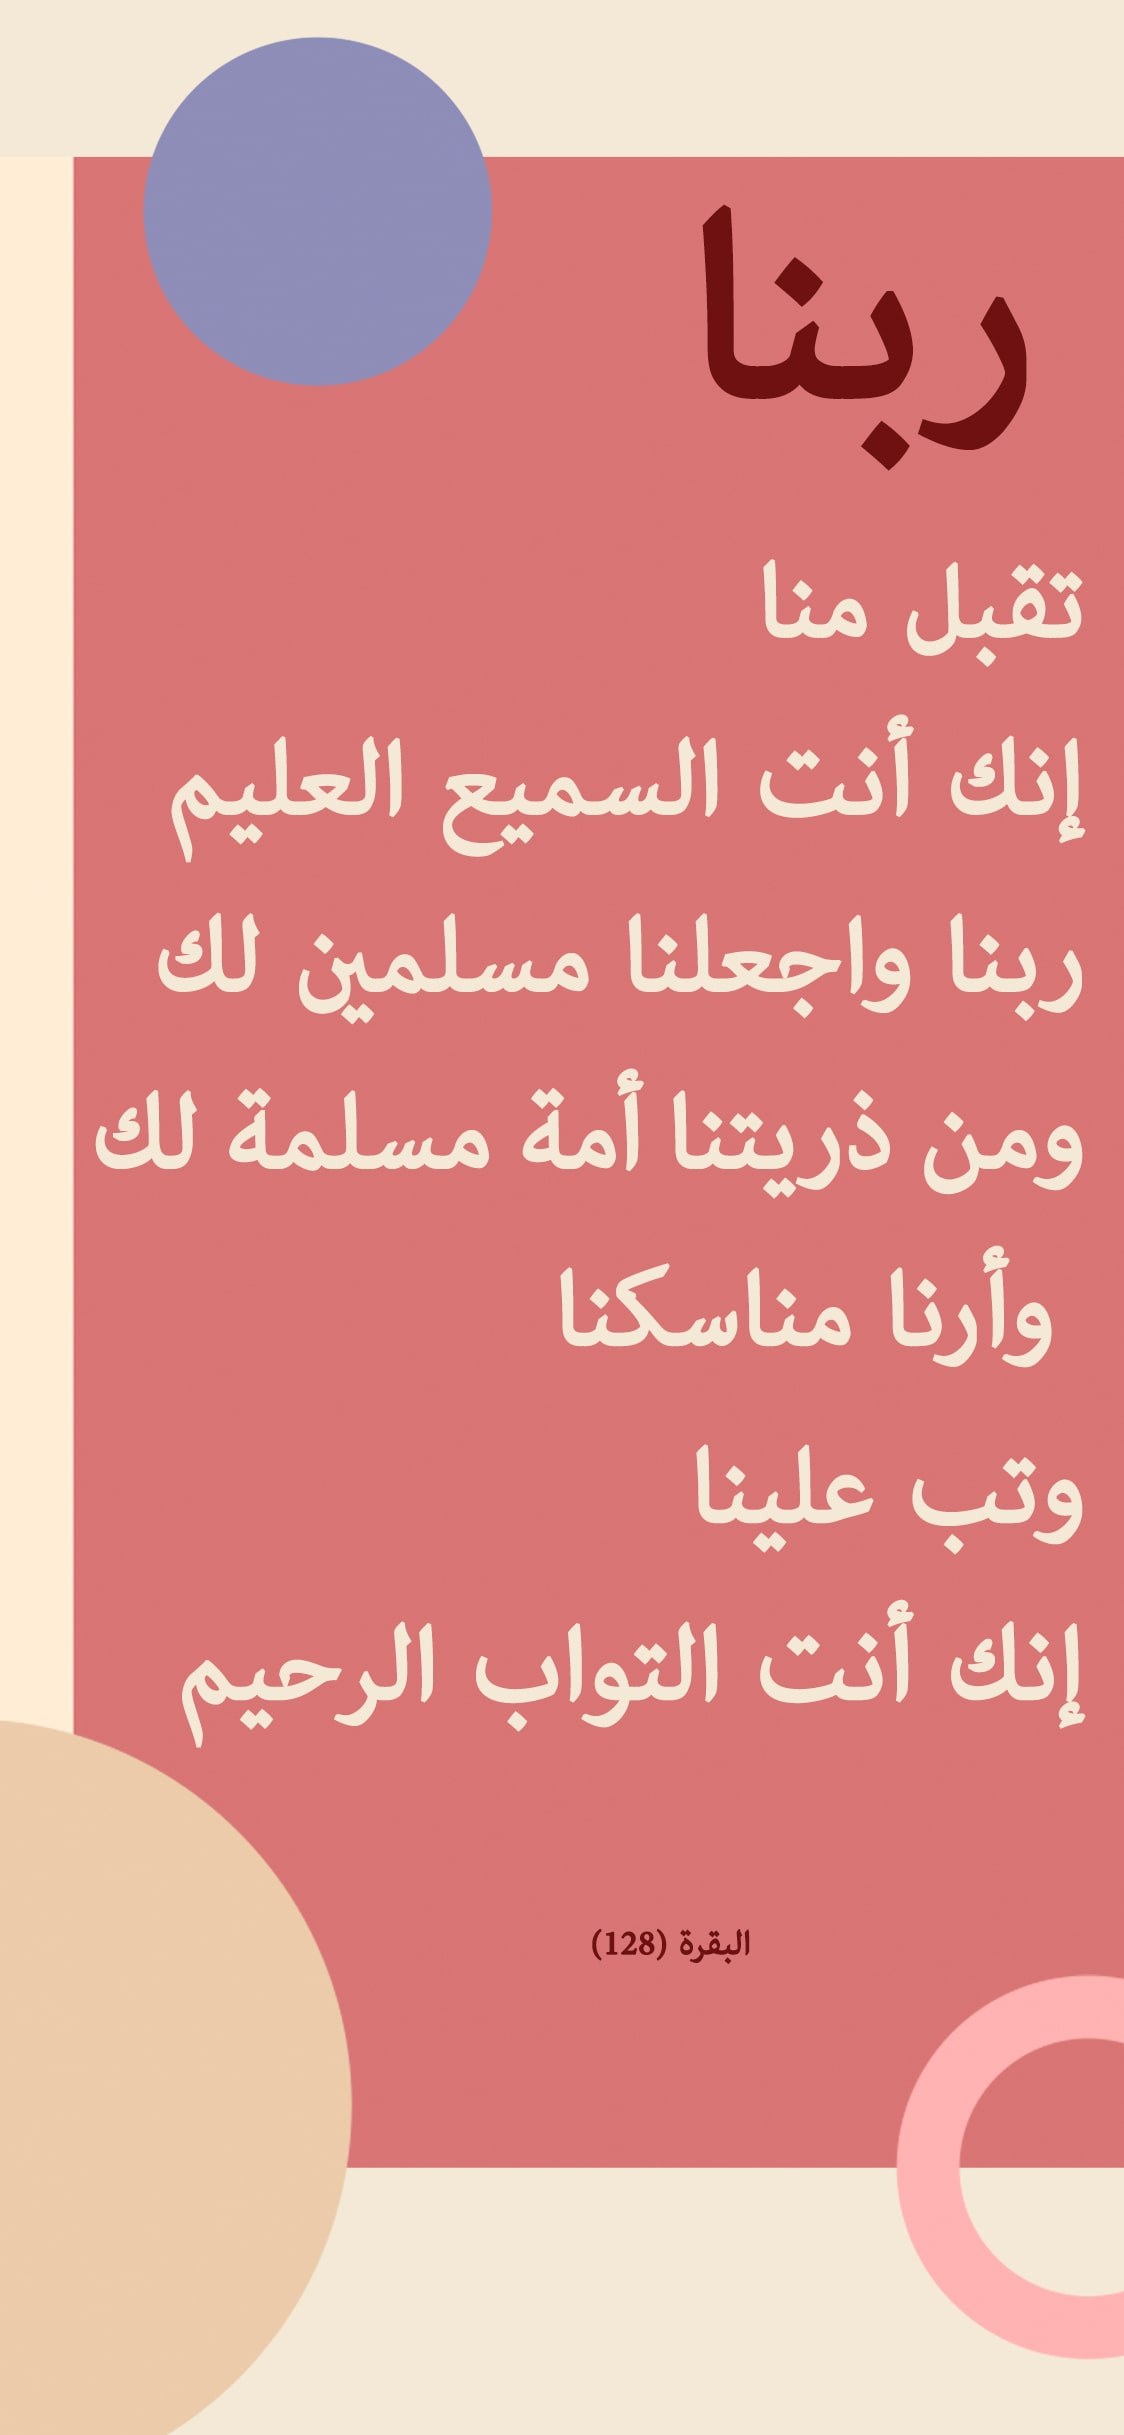 ربنا
تقبل منا
إنك أنت السميع العليم
ربنا واجعلنا مسلمين لك
ومن ذريتنا أمة مسلمة لك
وأرنا مناسكنا
وتب علينا
إنك أنت التواب الرحيم
البقرة (128)